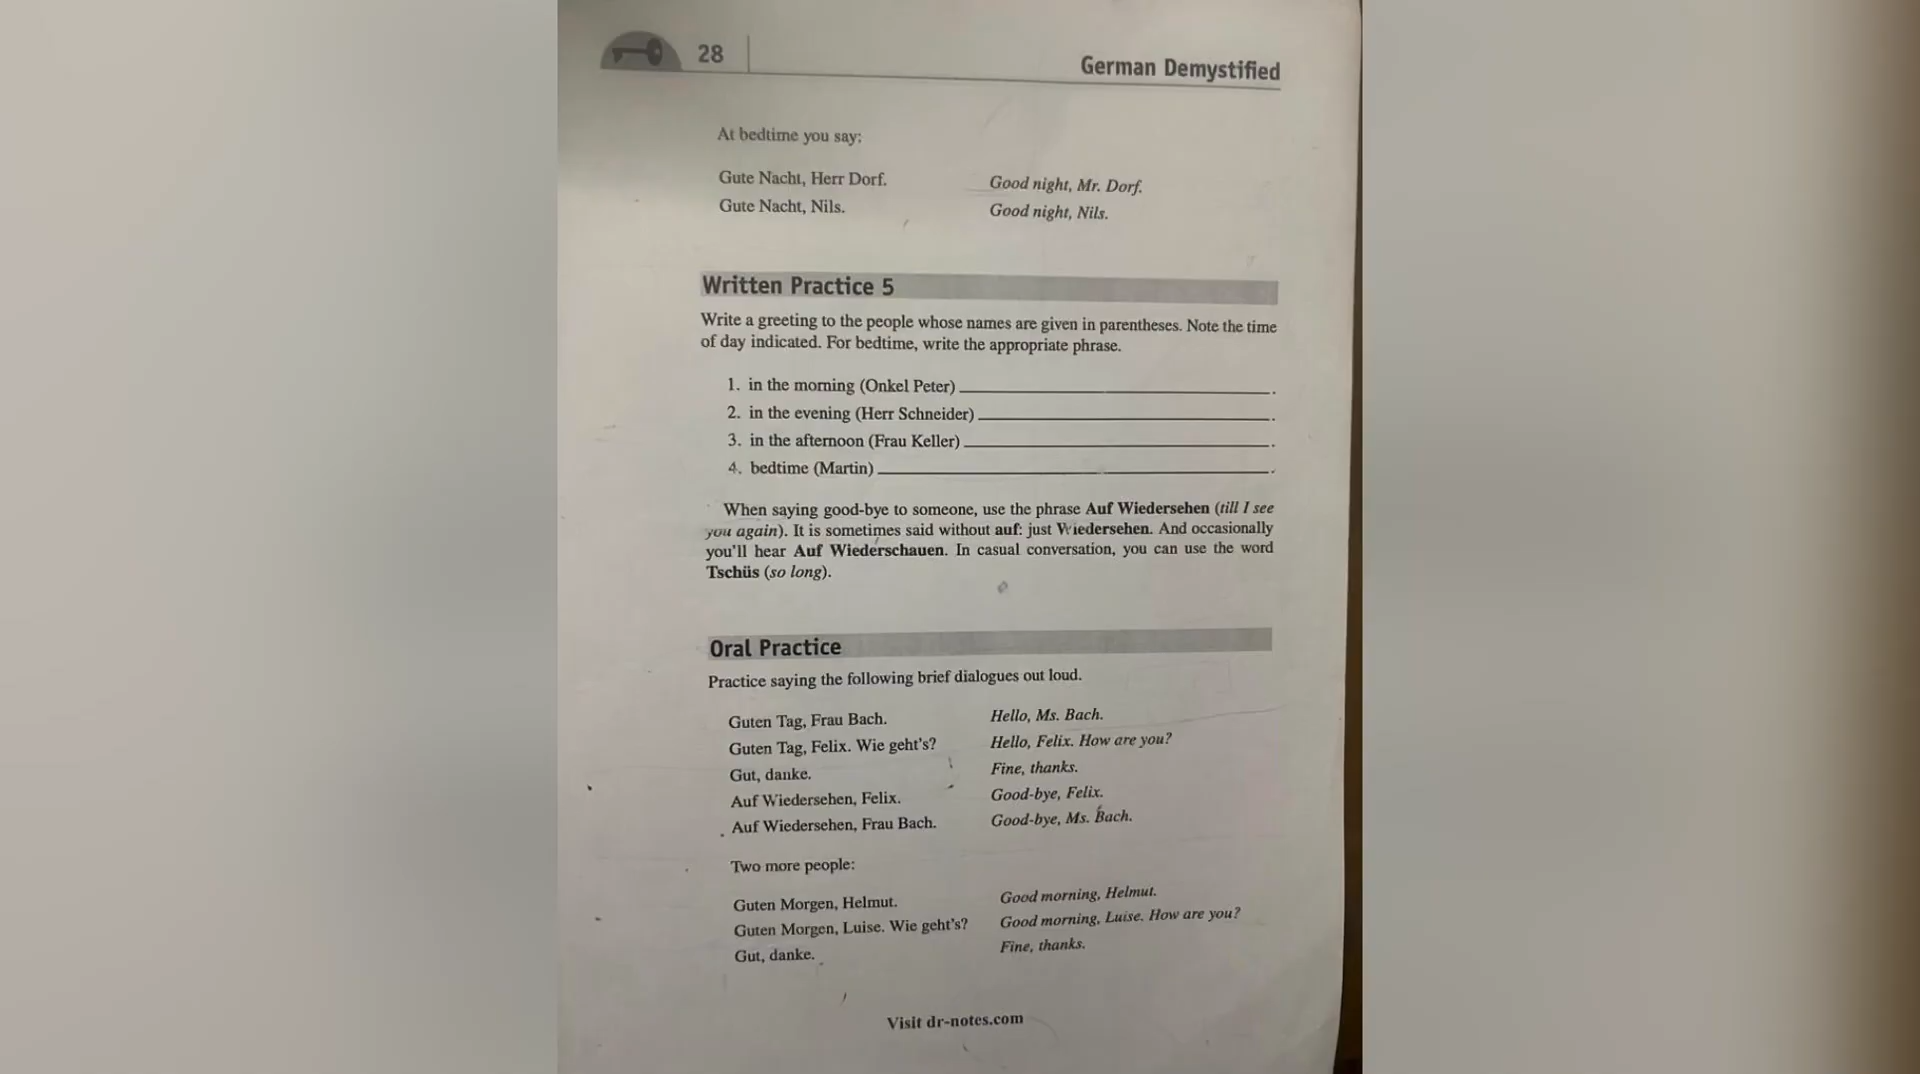 28
German Demystified
At bedtime you say:
Gute Nacht, Herr Dorf. Good night, Mr. Dorf.
Gute Nacht, Nils. Good night, Nils.
Written Practice 5
Write a greeting to the people whose names are given in parentheses. Note the time
of day indicated. For bedtime, write the appropriate phrase.
1. in the morning (Onkel Peter) .
2. in the evening (Herr Schneider) .
3. in the afternoon (Frau Keller) .
4. bedtime (Martin) .
When saying good-bye to someone, use the phrase Auf Wiedersehen (till I see
you again). It is sometimes said without auf: just Wiedersehen. And occasionally
you'll hear Auf Wiederschauen. In casual conversation, you can use the word
Tschüs (so long).
Oral Practice
Practice saying the following brief dialogues out loud.
Guten Tag, Frau Bach. Hello, Ms. Bach.
Guten Tag, Felix. Wie geht's? Hello, Felix. How are you?
Gut, danke. Fine, thanks.
Auf Wiedersehen, Felix. Good-bye, Felix.
Auf Wiedersehen, Frau Bach. Good-bye, Ms. Bach.
Two more people:
Guten Morgen, Helmut. Good morning, Helmut.
Guten Morgen, Luise. Wie geht's? Good morning, Luise. How are you?
Gut, danke. Fine, thanks.
Visit dr-notes.com